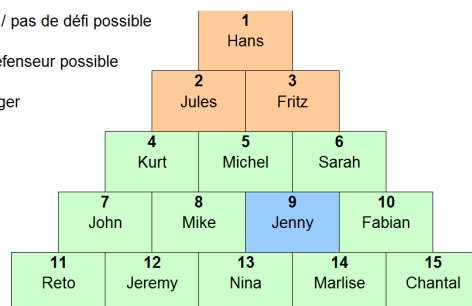 / pas de défi possible
éfenseur possible
ger
1
Hans
2 3
Jules Fritz
4 5 6
Kurt Michel Sarah
7 8 9 10
John Mike Jenny Fabian
11 12 13 14 15
Reto Jeremy Nina Marlise Chantal